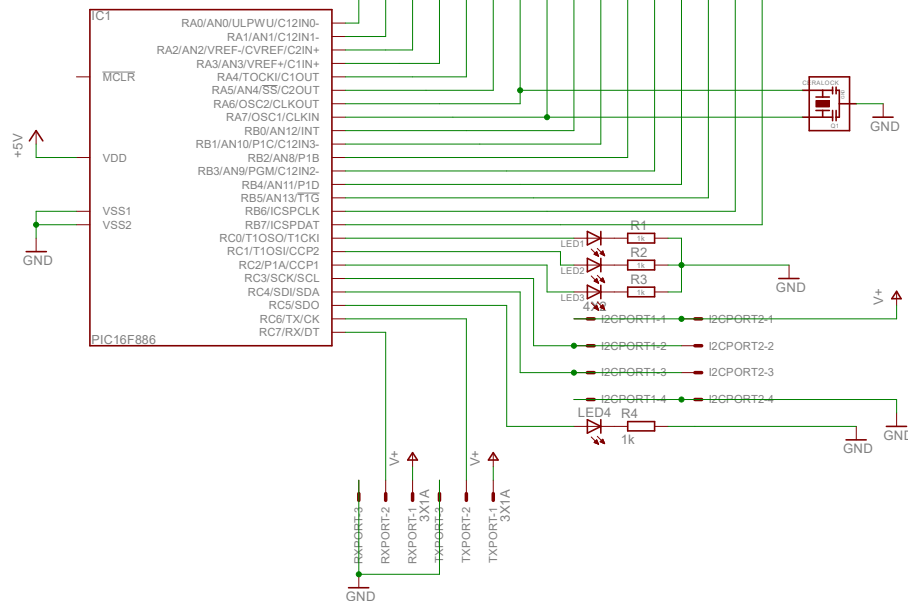 IC1
RA0/AN0/ULPWU/C12IN0-
RA1/AN1/C12IN1-
RA2/AN2/VREF-/CVREF/C2IN+
RA3/AN3/VREF+/C1IN+
MCLR
RA4/TOCKI/C1OUT
RA5/AN4/SS/C2OUT
RA6/OSC2/CLKOUT
RA7/OSC1/CLKIN
RB0/AN12/INT
RB1/AN10/P1C/C12IN3-
+5V
VDD
RB2/AN8/P1B
RB3/AN9/PGM/C12IN2-
RB4/AN11/P1D
RB5/AN13/T1G
VSS1
RB6/ICSPCLK
VSS2
RB7/ICSPDAT
RC0/T1OSO/T1CKI
RC1/T1OSI/CCP2
RC2/P1A/CCP1
RC3/SCK/SCL
RC4/SDI/SDA
RC5/SDO
RC6/TX/CK
RC7/RX/DT
PIC16F886
GND
CERALOCK
Q1
GND
R1
LED1
1k
R2
LED2
1k
R3
LED3
1k
GND
V+
I2CPORT1-1
I2CPORT2-1
I2CPORT1-2
I2CPORT2-2
I2CPORT1-3
I2CPORT2-3
I2CPORT1-4
I2CPORT2-4
LED4
R4
1k
GND
GND
V+
V+
RXPORT-3
RXPORT-2
RXPORT-1
3X1A
TXPORT-3
TXPORT-2
TXPORT-1
3X1A
GND